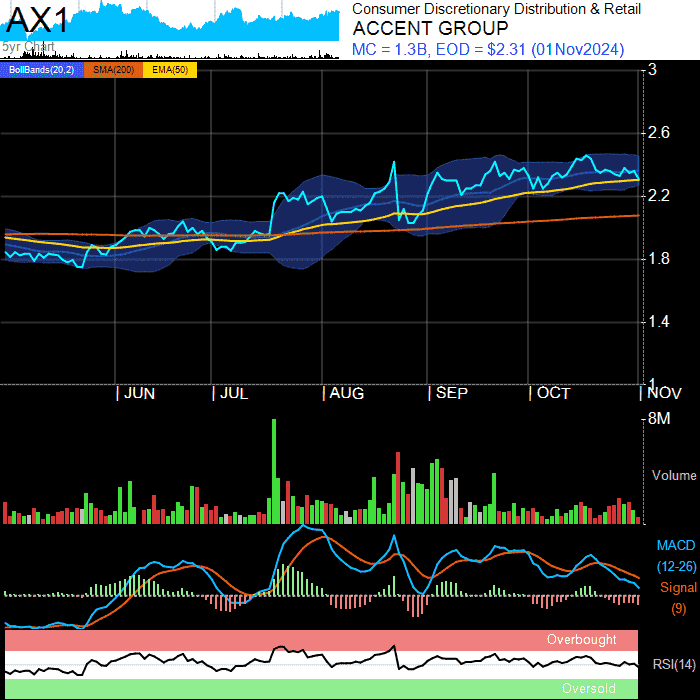 AX1
5yr Chart
Consumer Discretionary Distribution & Retail
ACCENT GROUP
MC = 1.3B, EOD = $2.31 (01Nov2024)
BollBands(20,2) SMA(200) EMA(50)
3
2.6
2.2
1.8
1.4
1
JUN JUL AUG SEP OCT NOV
8M
Volume
MACD
(12-26)
Signal
(9)
0
Overbought
RSI(14)
Oversold